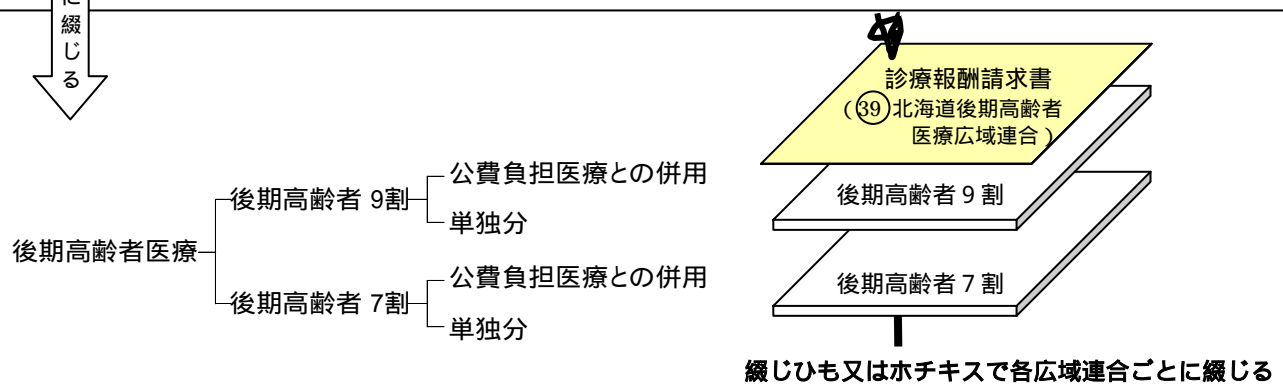 に綴じる
後期高齢者医療
後期高齢者 9割
公費負担医療との併用
単独分
後期高齢者 7割
公費負担医療との併用
単独分
診療報酬請求書
(㊴北海道後期高齢者
医療広域連合)
後期高齢者 9 割
後期高齢者 7 割
綴じひも又はホチキスで各広域連合ごとに綴じる